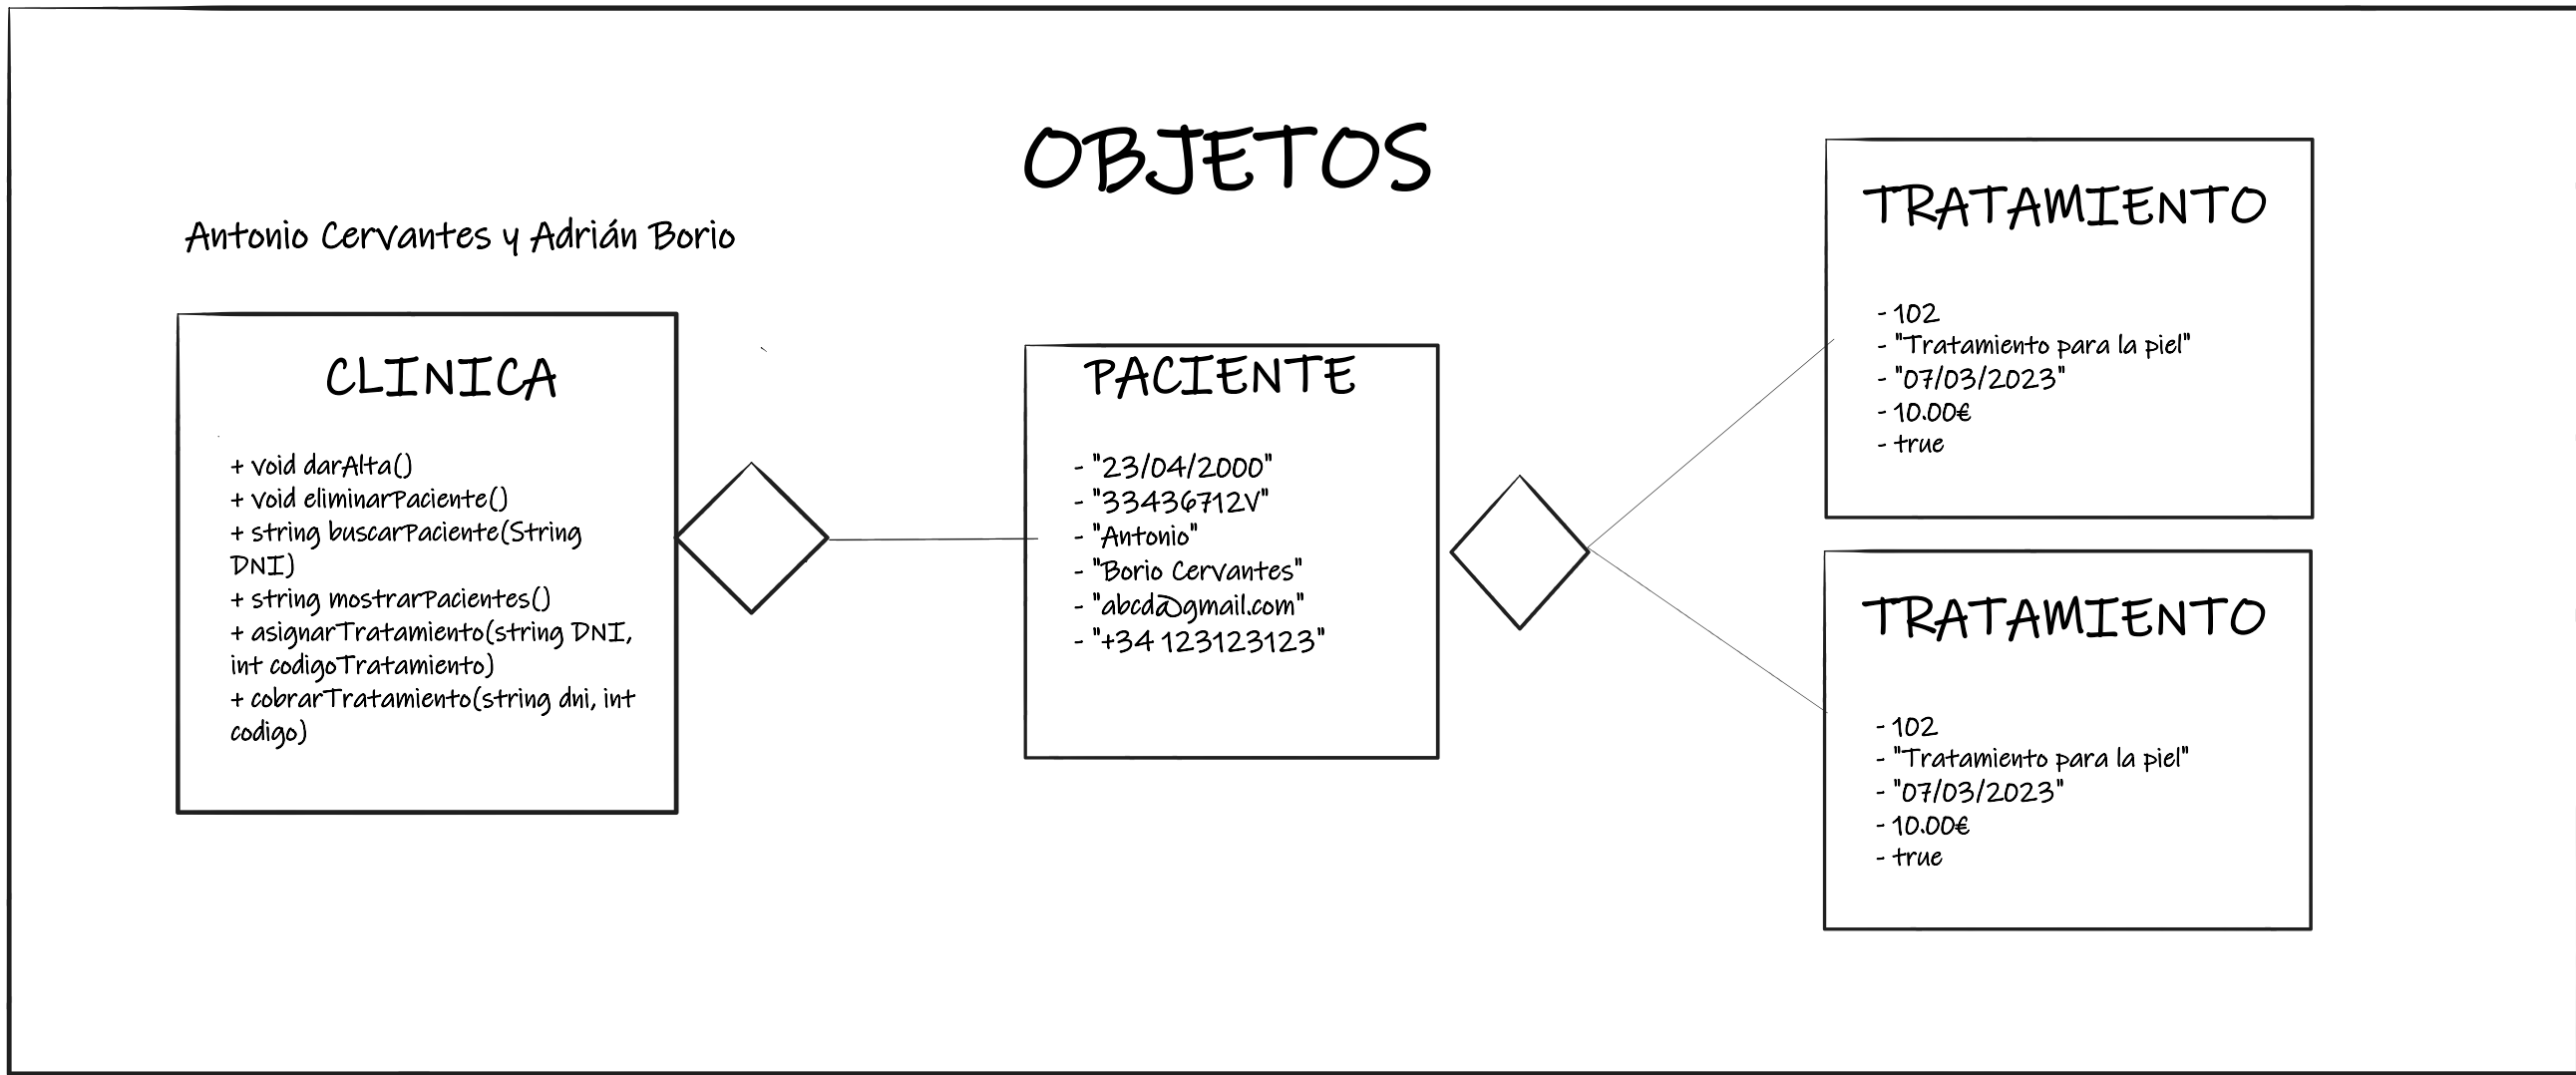 OBJETOS
Antonio Cervantes y Adrián Borio
CLINICA
+ void darAlta()
+ void eliminarPaciente()
+ string buscarPaciente(String
DNI)
+ string mostrarPacientes()
+ asignarTratamiento(string DNI,
int codigoTratamiento)
+ cobrarTratamiento(string dni, int
codigo)
PACIENTE
- "23/04/2000"
- "33436712V"
- "Antonio"
- "Borio Cervantes"
- "abcd@gmail.com"
- "+34 123123123"
TRATAMIENTO
- 102
- "Tratamiento para la piel"
- "07/03/2023"
- 10.00€
- true
TRATAMIENTO
- 102
- "Tratamiento para la piel"
- "07/03/2023"
- 10.00€
- true